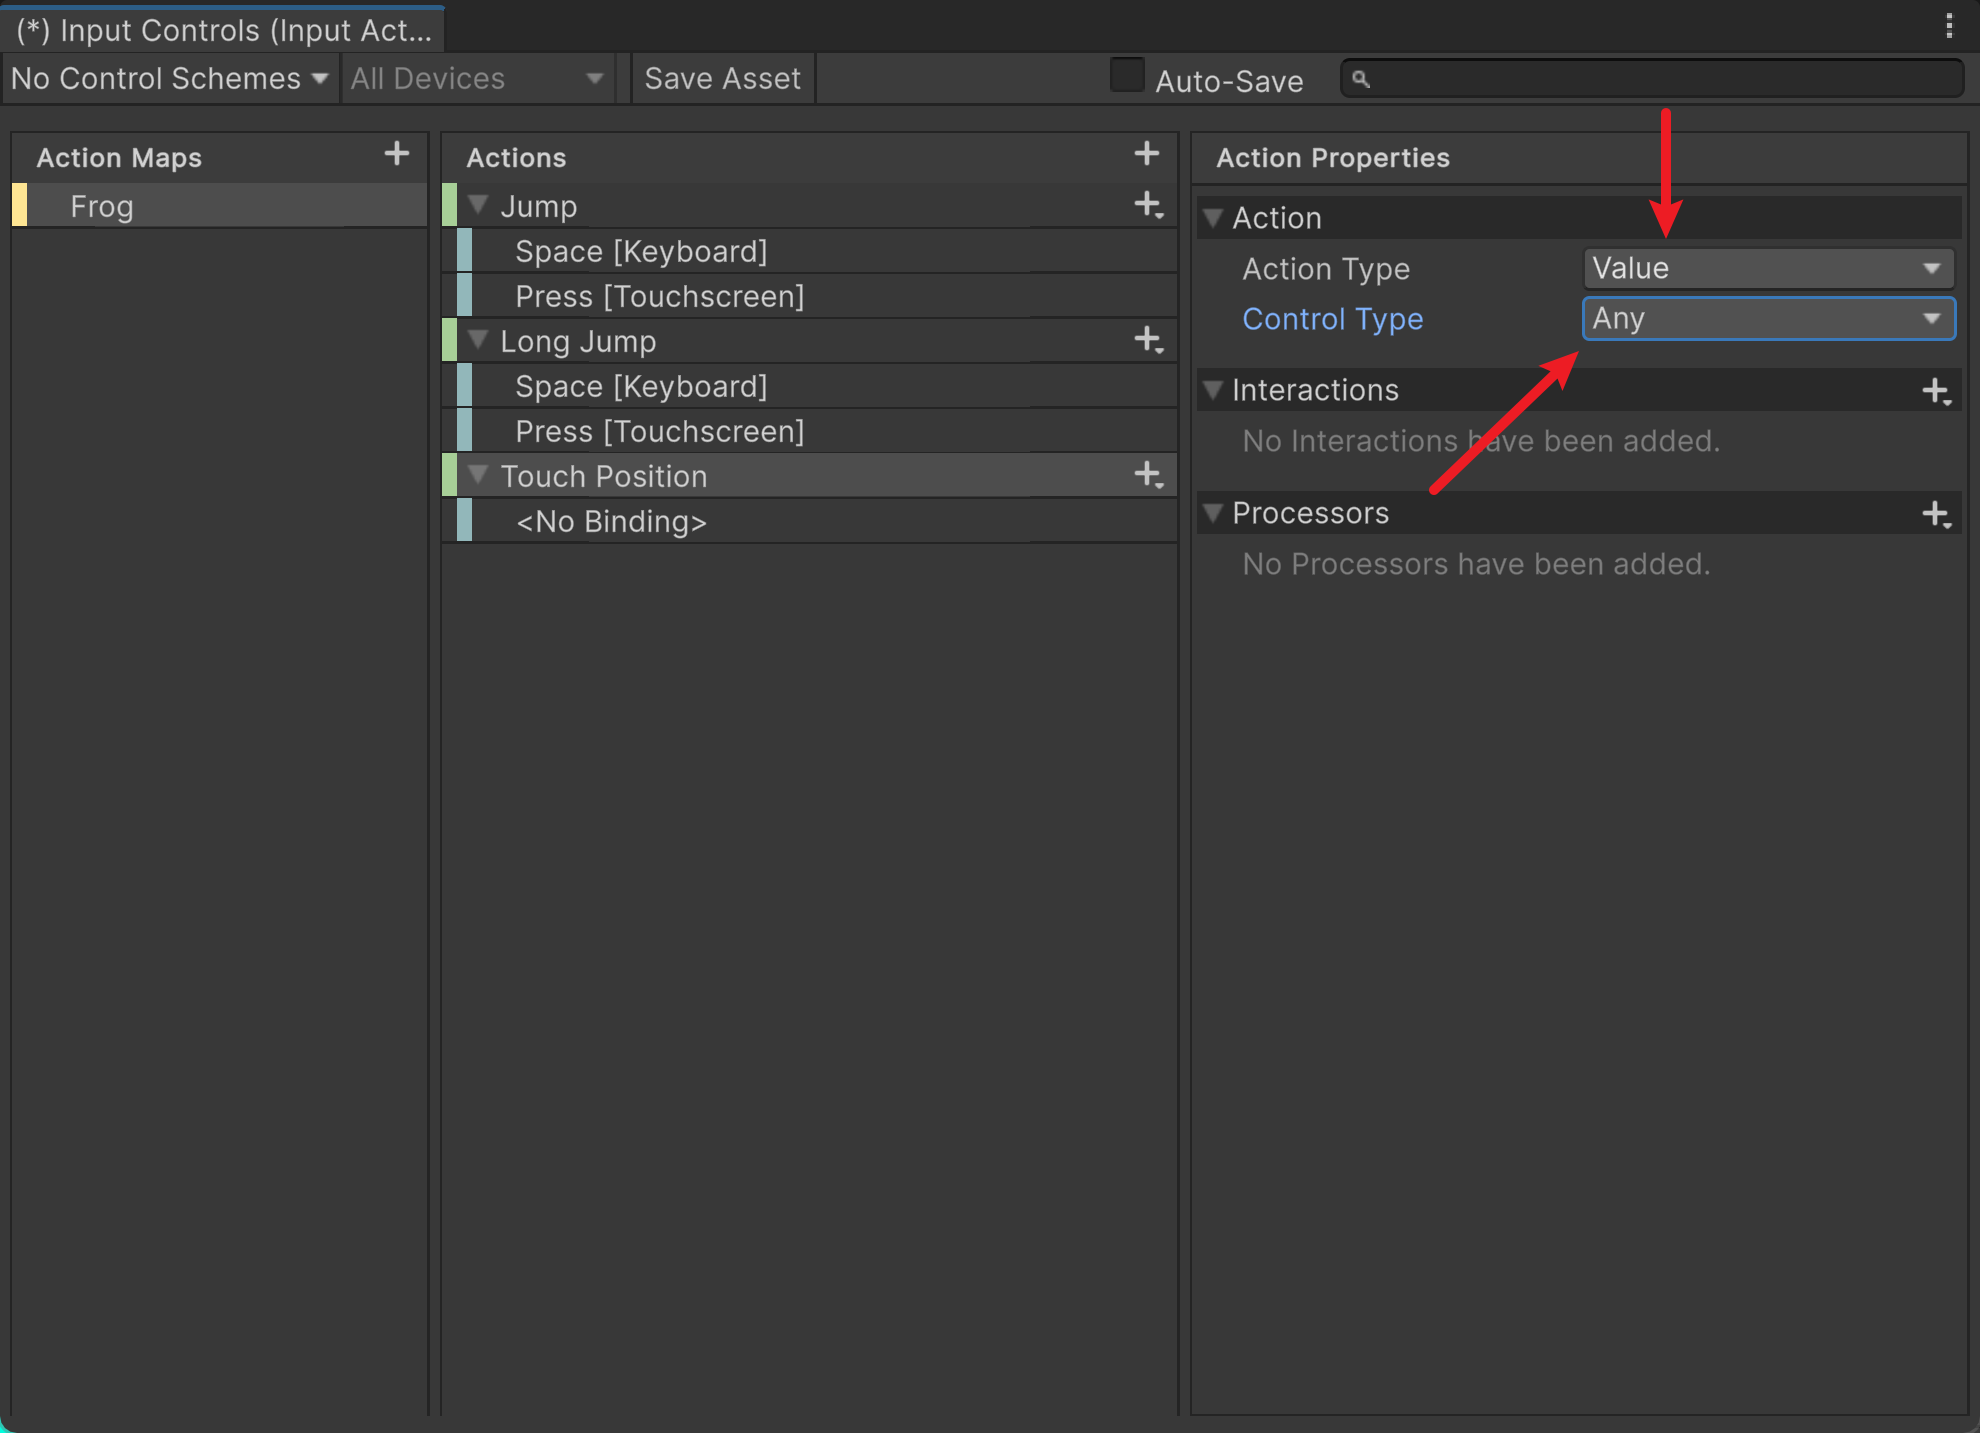 (*) Input Controls (Input Act...
No Control Schemes
All Devices
Save Asset
Auto-Save
Action Maps
Frog
Actions
Jump
Space [Keyboard]
Press [Touchscreen]
Long Jump
Space [Keyboard]
Press [Touchscreen]
Touch Position
<No Binding>
Action Properties
Action
Action Type Value
Control Type Any
Interactions
No Interactions have been added.
Processors
No Processors have been added.